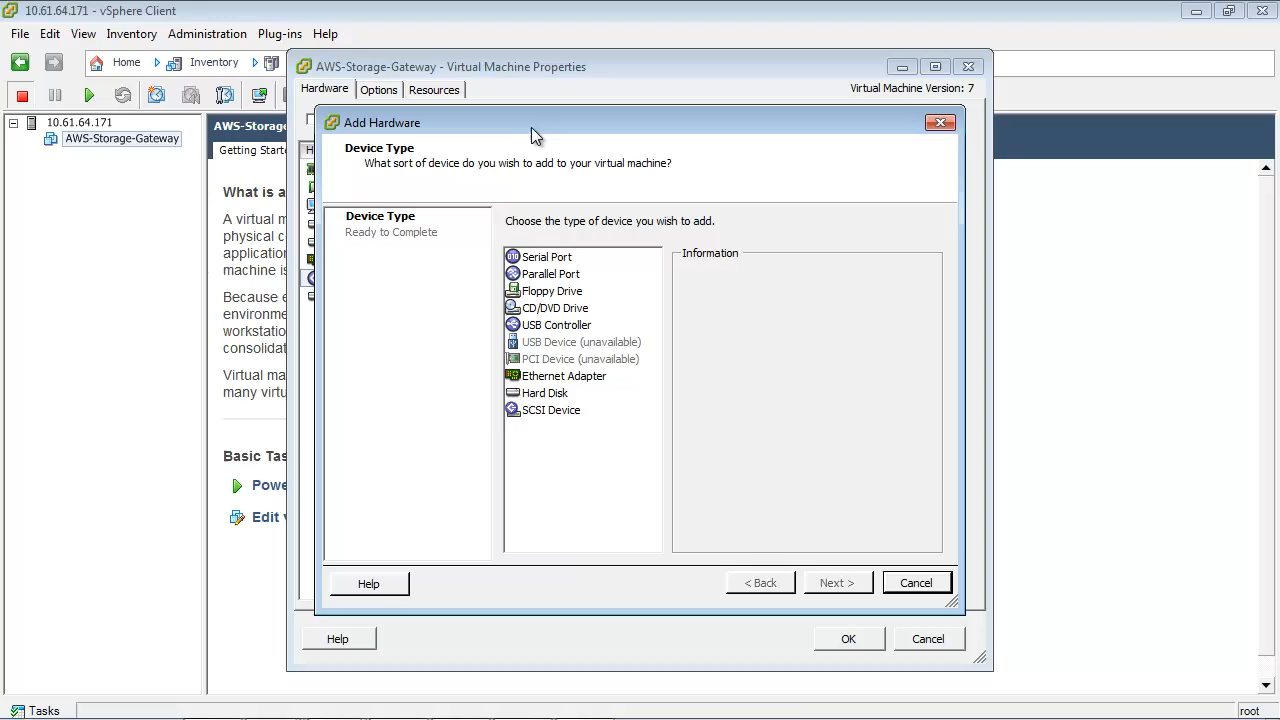 10.61.64.171 - vSphere Client
File Edit View Inventory Administration Plug-ins Help
Home Inventory
10.61.64.171
AWS-Storage-Gateway
AWS-Storag
Getting Starte
What is a
A virtual m
physical c
application
machine is
Because e
environme
workstatio
consolidat
Virtual ma
many virtu
Basic Tas
Powe
Edit v
AWS-Storage-Gateway - Virtual Machine Properties
Hardware Options Resources
Virtual Machine Version: 7
H
Add Hardware
Device Type
What sort of device do you wish to add to your virtual machine?
Device Type
Ready to Complete
Choose the type of device you wish to add.
Serial Port
Parallel Port
Floppy Drive
CD/DVD Drive
USB Controller
USB Device (unavailable)
PCI Device (unavailable)
Ethernet Adapter
Hard Disk
SCSI Device
Information
Help
< Back Next > Cancel
Help
OK Cancel
Tasks
root